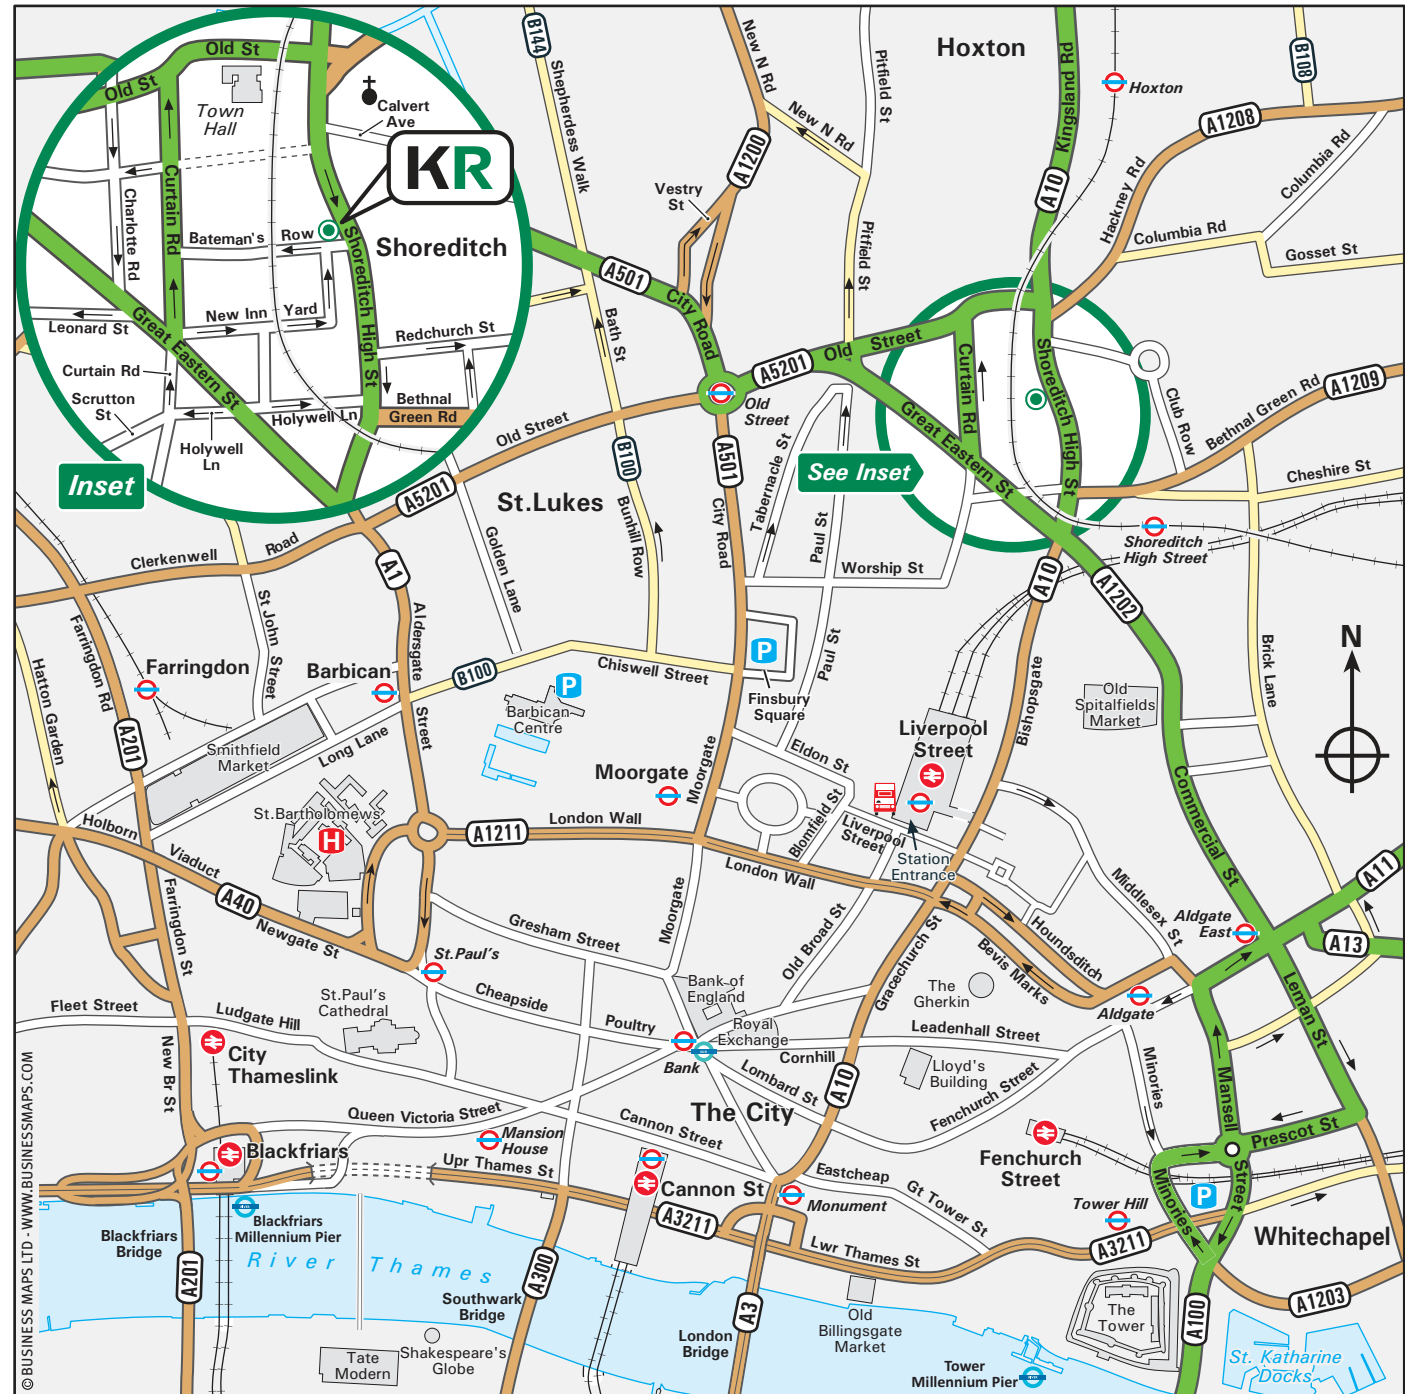 Old St
Old St
Town
Hall
Calvert
Ave
KR
Curtain Rd
Charlotte Rd
Bateman's Row
Shoreditch
Shoreditch High St
New Inn Yard
Leonard St
Great Eastern St
Redchurch St
Curtain Rd
Scrutton
St
Holywell
Ln
Holywell Ln
Bethnal
Green Rd
Inset
B144
Shepherdess Walk
New N Rd
A1200
Vestry
St
New N Rd
Pitfield St
Pitfield St
Hoxton
Kingsland Rd
A10
Hoxton
B108
A1208
Hackney Rd
Columbia Rd
Columbia Rd
Gosset St
A501
City Road
Bath St
A5201
Old Street
Old
Street
Curtain Rd
Shoreditch High St
Great Eastern St
See Inset
Club Row
Bethnal Green Rd
A1209
Cheshire St
Shoreditch
High Street
Old Street
A5201
St.Lukes
B100
Bunhill Row
A501
City Road
Tabernacle St
Paul St
Worship St
Paul St
A10
A1202
Clerkenwell Road
A1
Golden Lane
St John Street
Aldersgate Street
Farringdon Rd
Farringdon
Barbican
Hatton Garden
A201
B100
Chiswell Street
P
P
Barbican
Centre
Finsbury
Square
Smithfield
Market
Long Lane
Moorgate
Moorgate
Eldon St
Blomfield St
Liverpool
Street
Liverpool
Street
Station
Entrance
Bishopsgate
Old
Spitalfields
Market
Brick Lane
N
Commercial St
Middlesex St
St.Bartholomews
H
Holborn
Viaduct
A40
Newgate St
Farringdon St
A1211
London Wall
London Wall
Moorgate
Gresham Street
Old Broad St
Gracechurch St
Houndsditch
Bevis Marks
Aldgate
East
A11
A13
Leman St
Aldgate
St.Paul's
Cheapside
St.Paul's
Cathedral
Poultry
Bank of
England
Royal
Exchange
The
Gherkin
Leadenhall Street
Cornhill
Lloyd's
Building
Fenchurch Street
Lombard St
Bank
Fleet Street
Ludgate Hill
City
Thameslink
New Br St
Queen Victoria Street
The City
Cannon Street
A10
Minories
Mansell
Street
Prescot St
Fenchurch
Street
Mansion
House
Blackfriars
Upr Thames St
Cannon St
Eastcheap
Gt Tower St
Monument
Minories
P
Tower Hill
Whitechapel
A3211
Lwr Thames St
A3211
A1203
A100
Blackfriars
Millennium Pier
Blackfriars
Bridge
A201
River Thames
Southwark
Bridge
A300
London
Bridge
A3
Old
Billingsgate
Market
The
Tower
Tower
Millennium Pier
St. Katharine
Docks
Tate
Modern
Shakespeare's
Globe
© BUSINESS MAPS LTD - WWW.BUSINESSMAPS.COM